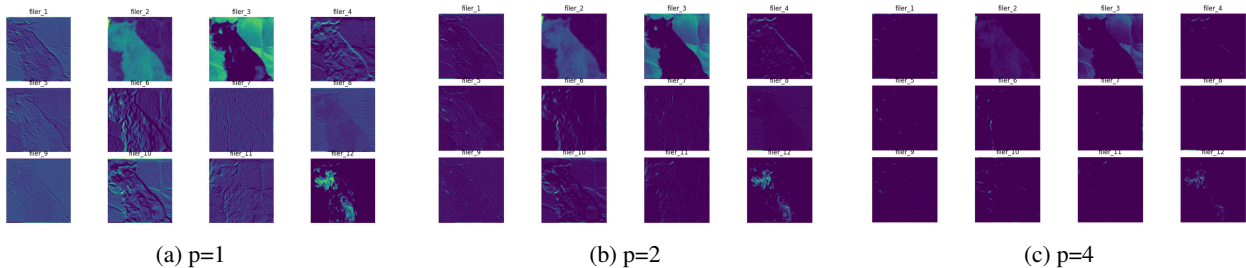 filer_1 filer_2 filer_3 filer_4
filer_5 filer_6 filer_7 filer_8
filer_9 filer_10 filer_11 filer_12
(a) p=1
filer_1 filer_2 filer_3 filer_4
filer_5 filer_6 filer_7 filer_8
filer_9 filer_10 filer_11 filer_12
(b) p=2
filer_1 filer_2 filer_3 filer_4
filer_5 filer_6 filer_7 filer_8
filer_9 filer_10 filer_11 filer_12
(c) p=4